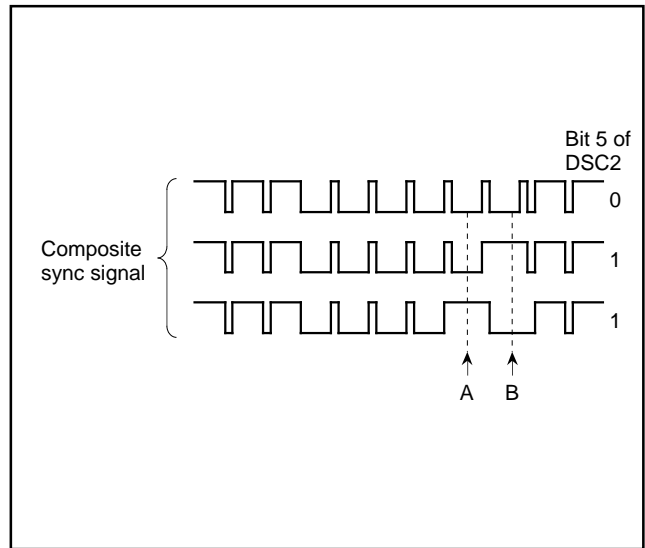 Bit 5 of
DSC2
0
Composite
sync signal
1
1
A B